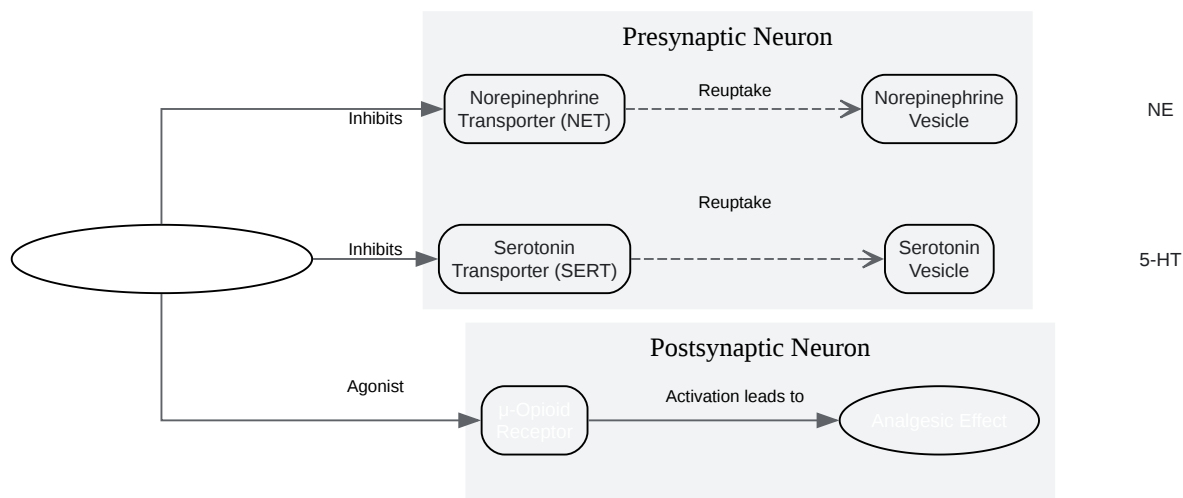 Presynaptic Neuron
Norepinephrine
Transporter (NET)
Inhibits
Reuptake
Norepinephrine
Vesicle
NE
Serotonin
Transporter (SERT)
Inhibits
Reuptake
Serotonin
Vesicle
5-HT
Postsynaptic Neuron
Agonist
μ-Opioid
Receptor
Activation leads to
Analgesic Effect